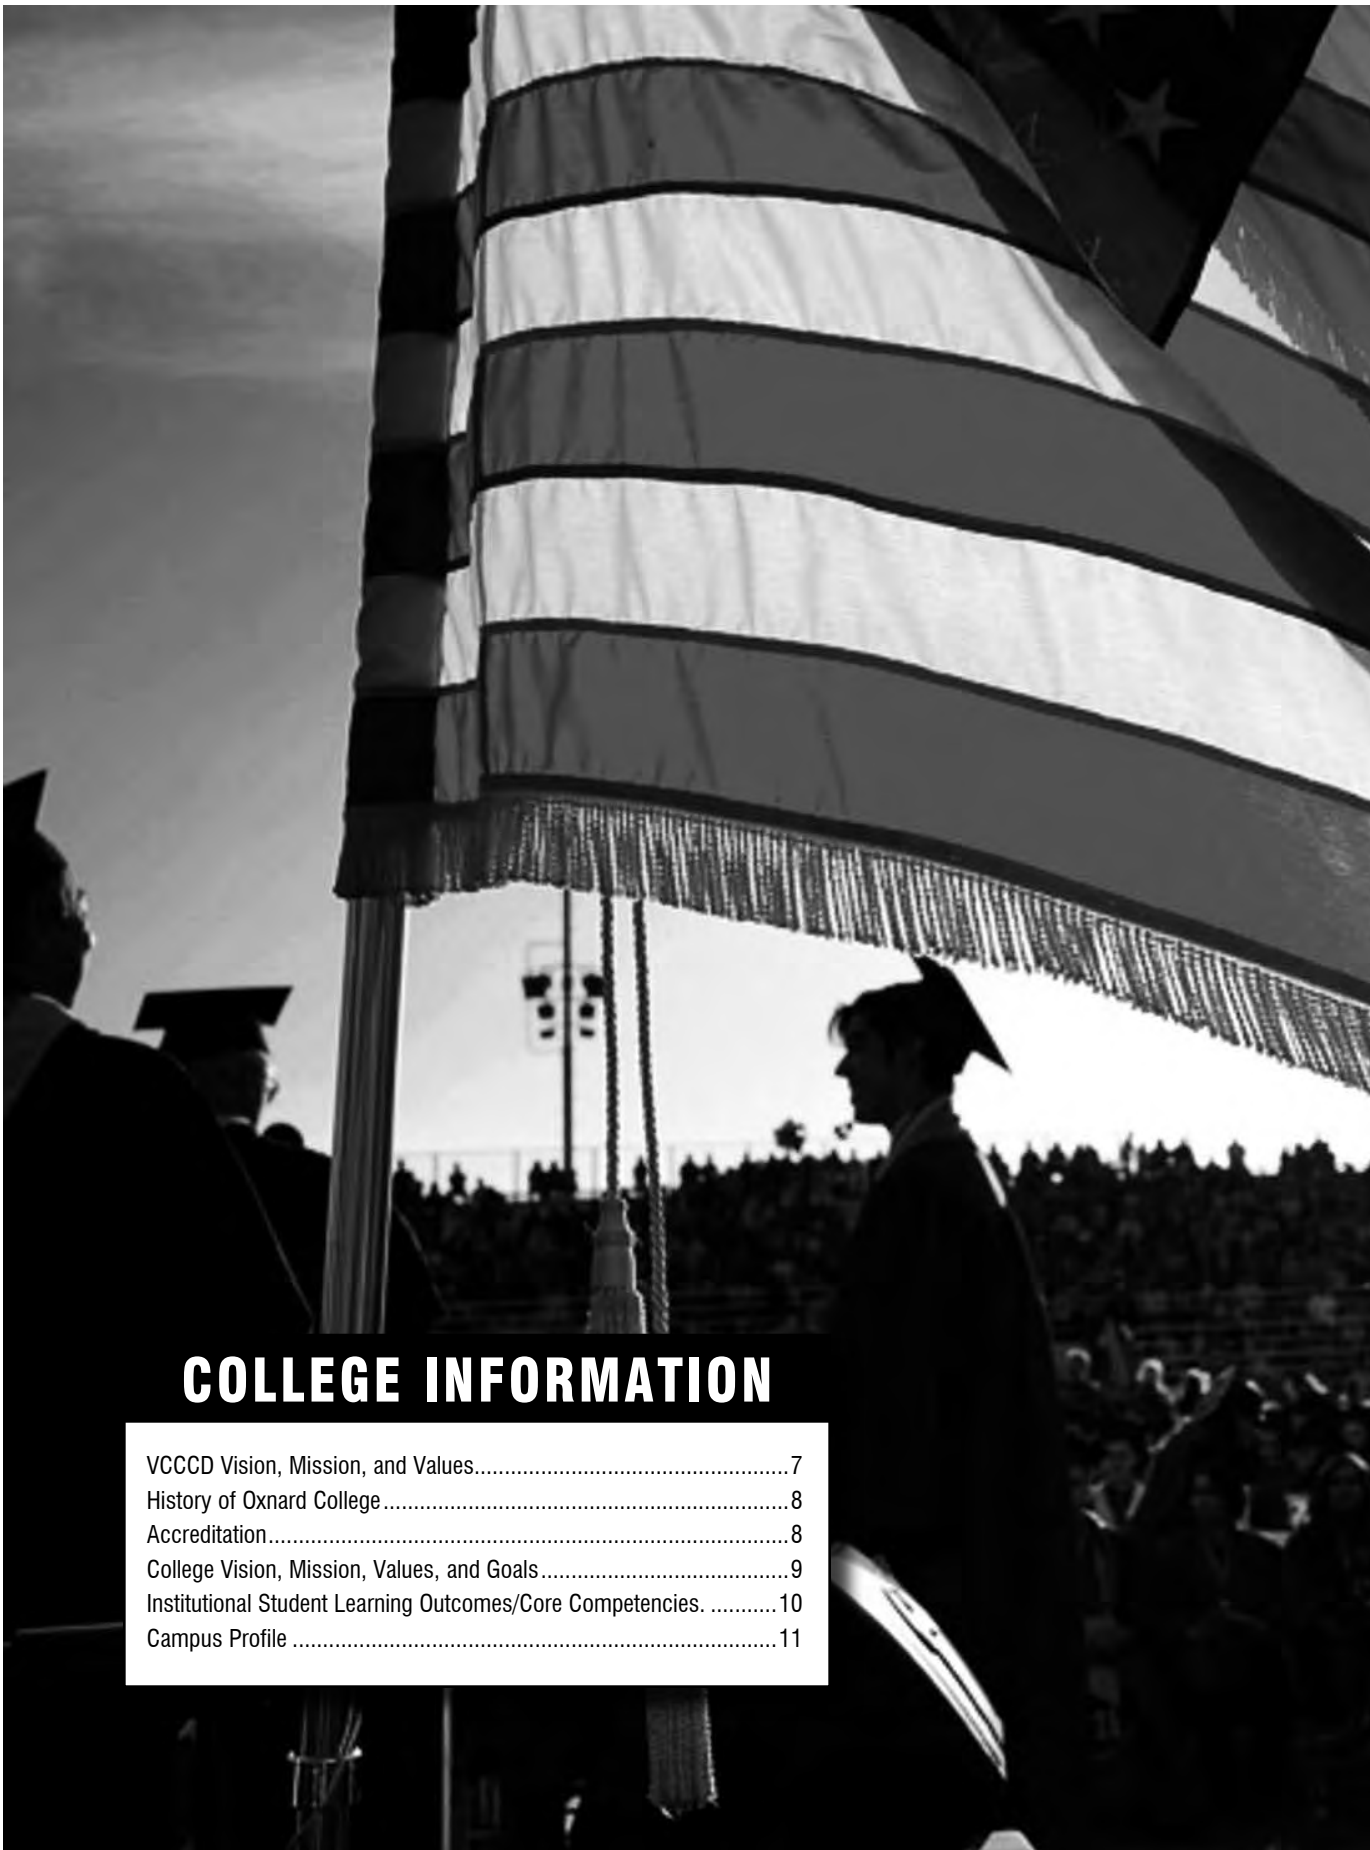 COLLEGE INFORMATION
VCCCD Vision, Mission, and Values....................................................7
History of Oxnard College...................................................................8
Accreditation......................................................................................8
College Vision, Mission, Values, and Goals.........................................9
Institutional Student Learning Outcomes/Core Competencies. ...........10
Campus Profile ................................................................................11